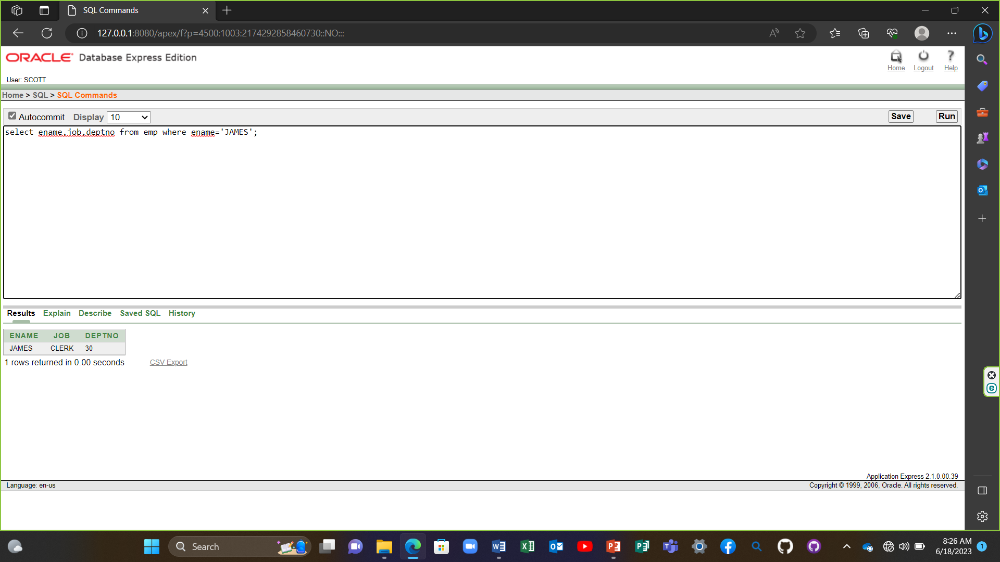 SQL Commands
127.0.0.1:8080/apex/f?p=4500:1003:2174292858460730::NO:::
ORACLE Database Express Edition
Home Logout Help
User: SCOTT
Home > SQL > SQL Commands
Autocommit Display 10 Save Run
select ename,job,deptno from emp where ename='JAMES';
Results Explain Describe Saved SQL History
ENAME JOB DEPTNO
JAMES CLERK 30
1 rows returned in 0.00 seconds CSV Export
Application Express 2.1.0.00.39
Language: en-us Copyright © 1999, 2006, Oracle. All rights reserved.
Search
8:26 AM
6/18/2023 1